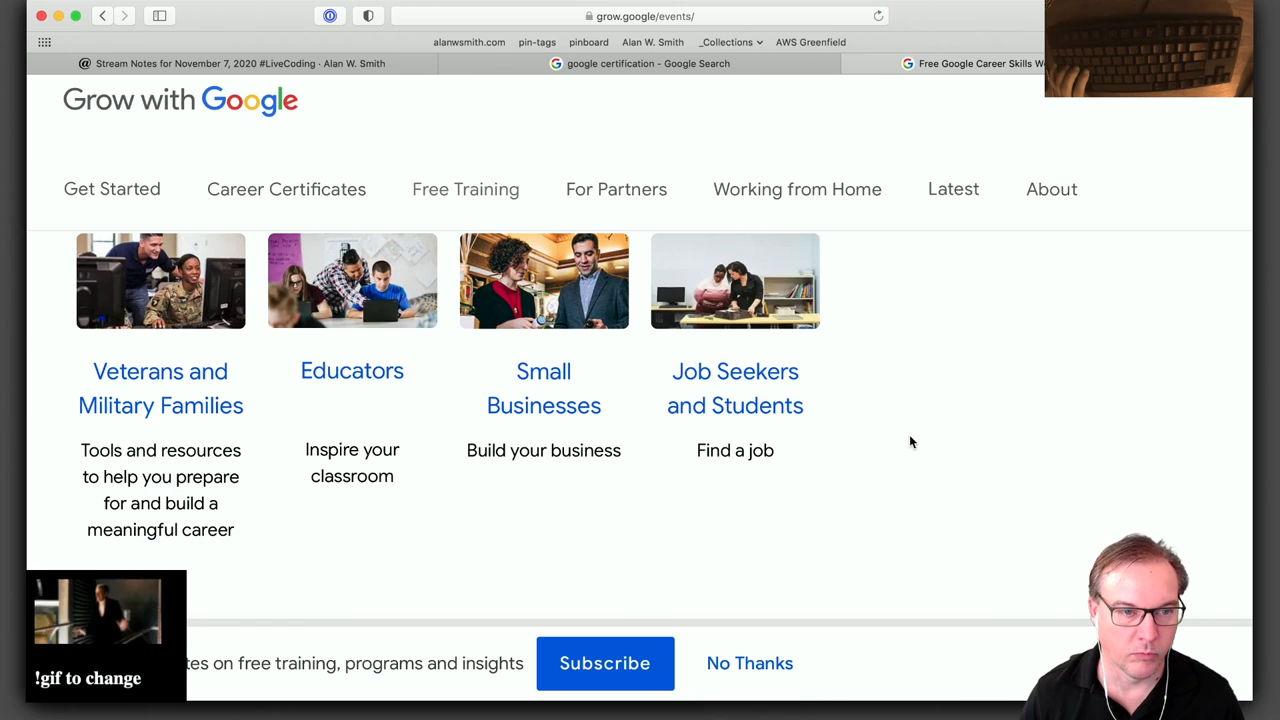 grow.google/events/
alanwsmith.com pin-tags pinboard Alan W. Smith _Collections AWS Greenfield
@ Stream Notes for November 7, 2020 #LiveCoding · Alan W. Smith
G google certification - Google Search
G Free Google Career Skills
Grow with Google
Get Started Career Certificates Free Training For Partners Working from Home Latest About
Veterans and
Military Families
Tools and resources
to help you prepare
for and build a
meaningful career
Educators
Inspire your
classroom
Small
Businesses
Build your business
Job Seekers
and Students
Find a job
on free training, programs and insights
Subscribe
No Thanks
!gif to change